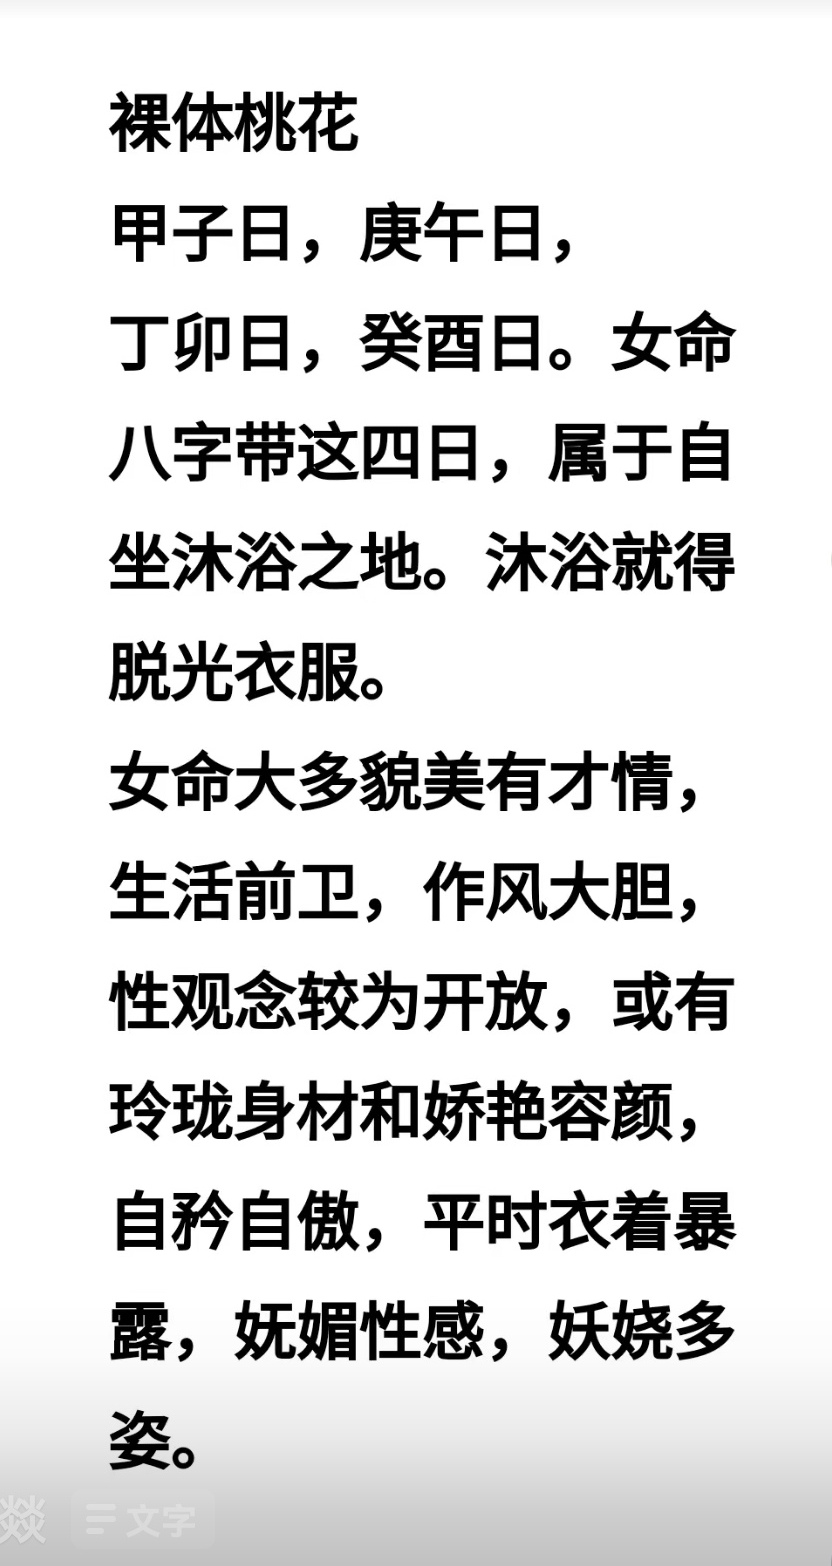 裸体桃花
甲子日，庚午日，
丁卯日，癸酉日。女命
八字带这四日，属于自
坐沐浴之地。沐浴就得
脱光衣服。
女命大多貌美有才情，
生活前卫，作风大胆，
性观念较为开放，或有
玲珑身材和娇艳容颜，
自矜自傲，平时衣着暴
露，妩媚性感，妖娆多
姿。
燚
文字